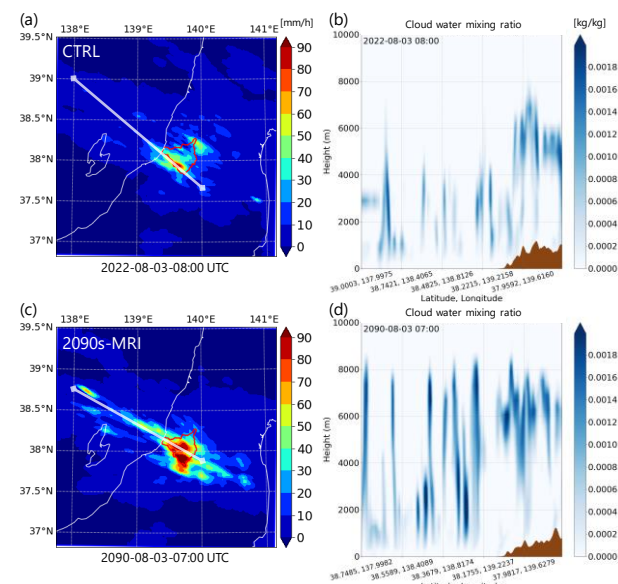 (a)
138°E 139°E 140°E 141°E [mm/h]
39.5°N
CTRL
39°N
38.5°N
38°N
37.5°N
37°N
90
80
70
60
50
40
30
20
10
0
2022-08-03-08:00 UTC
(b)
Cloud water mixing ratio
[kg/kg]
2022-08-03 08:00
10000
8000
6000
4000
2000
0
Height (m)
39.0003, 137.9975
38.7421, 138.4065
38.4825, 138.8126
38.2215, 139.2158
37.9592, 139.6160
Latitude, Longitude
0.0018
0.0016
0.0014
0.0012
0.0010
0.0008
0.0006
0.0004
0.0002
0.0000
(c)
138°E 139°E 140°E 141°E
39.5°N
2090s-MRI
39°N
38.5°N
38°N
37.5°N
37°N
90
80
70
60
50
40
30
20
10
0
2090-08-03-07:00 UTC
(d)
Cloud water mixing ratio
2090-08-03 07:00
10000
8000
6000
4000
2000
0
Height (m)
38.7485, 137.9982
38.5589, 138.4089
38.3679, 138.8174
38.1755, 139.2237
37.9817, 139.6279
0.0018
0.0016
0.0014
0.0012
0.0010
0.0008
0.0006
0.0004
0.0002
0.0000